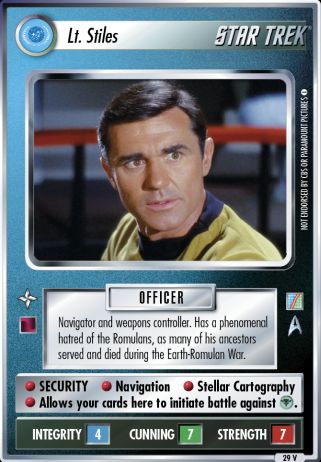 Lt. Stiles
STAR TREK
NOT ENDORSED BY CBS OR PARAMOUNT PICTURES
OFFICER
Navigator and weapons controller. Has a phenomenal
hatred of the Romulans, as many of his ancestors
served and died during the Earth-Romulan War.
SECURITY Navigation Stellar Cartography
Allows your cards here to initiate battle against .
INTEGRITY 4 CUNNING 7 STRENGTH 7
29 V